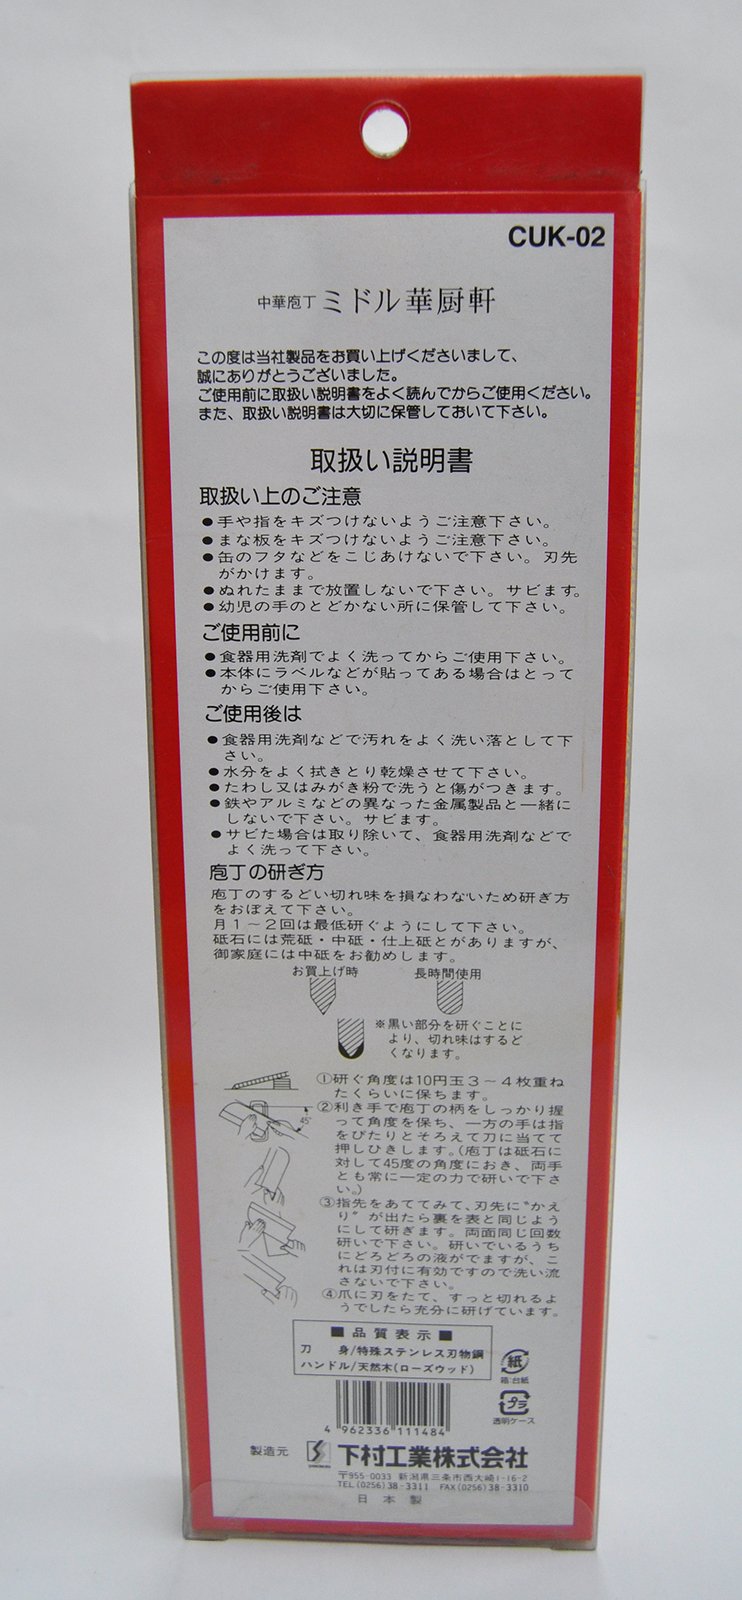 CUK-02
中華庖丁 ミドル華厨軒
この度は当社製品をお買い上げくださいまして、
誠にありがとうございました。
ご使用前に取扱い説明書をよく読んでからご使用ください。
また、取扱い説明書は大切に保管しておいて下さい。
取扱い説明書
取扱い上のご注意
●手や指をキズつけないようご注意下さい。
●まな板をキズつけないようご注意下さい。
●缶のフタなどをこじあけないで下さい。刃先
がかけます。
●ぬれたままで放置しないで下さい。サビます。
●幼児の手のとどかない所に保管して下さい。
ご使用前に
●食器用洗剤でよく洗ってからご使用下さい。
●本体にラベルなどが貼ってある場合はとって
からご使用下さい。
ご使用後は
●食器用洗剤などで汚れをよく洗い落として下
さい。
●水分をよく拭きとり乾燥させて下さい。
●たわし又はみがき粉で洗うと傷がつきます。
●鉄やアルミなどの異なった金属製品と一緒に
しないで下さい。サビます。
●サビた場合は取り除いて、食器用洗剤などで
よく洗って下さい。
庖丁の研ぎ方
庖丁のするどい切れ味を損なわないため研ぎ方
をおぼえて下さい。
月1～2回は最低研ぐようにして下さい。
砥石には荒砥・中砥・仕上砥とがありますが、
御家庭には中砥をお勧めします。
お買上げ時 長時間使用
※黒い部分を研ぐことに
より、切れ味はするど
くなります。
①研ぐ角度は10円玉3～4枚重ね
たくらいに保ちます。
②利き手で庖丁の柄をしっかり握
って角度を保ち、一方の手は指
をぴたりとそろえて刀に当てて
押しひきします。(庖丁は砥石に
対して45度の角度におき、両手
とも常に一定の力で研いで下さ
い。)
45°
③指先をあててみて、刃先に〝かえ
り〟が出たら裏を表と同じよう
にして研ぎます。両面同じ回数
研いで下さい。研いでいるうち
にどろどろの液がでますが、こ
れは刃付に有効ですので洗い流
さないで下さい。
④爪に刃をたて、すっと切れるよ
うでしたら充分に研げています。
■品質表示■
刀 身/特殊ステンレス刃物鋼
ハンドル/天然木(ローズウッド)
紙
箱:台紙
プラ
透明ケース
4 962336 111484
製造元 下村工業株式会社
〒955-0033 新潟県三条市西大崎1-16-2
TEL(0256)38-3311 FAX(0256)38-3310
日本製